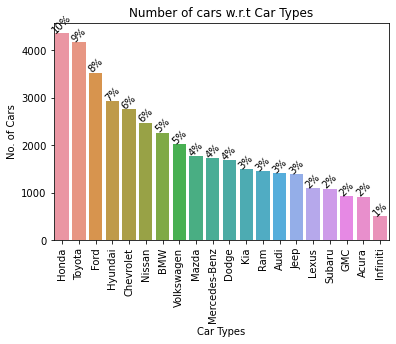 Number of cars w.r.t Car Types
No. of Cars
4000
3000
2000
1000
0
10%
9%
8%
7%
6%
6%
5%
5%
4%
4%
4%
3%
3%
3%
3%
2%
2%
2%
2%
1%
Honda
Toyota
Ford
Hyundai
Chevrolet
Nissan
BMW
Volkswagen
Mazda
Mercedes-Benz
Dodge
Kia
Ram
Audi
Jeep
Lexus
Subaru
GMC
Acura
Infiniti
Car Types